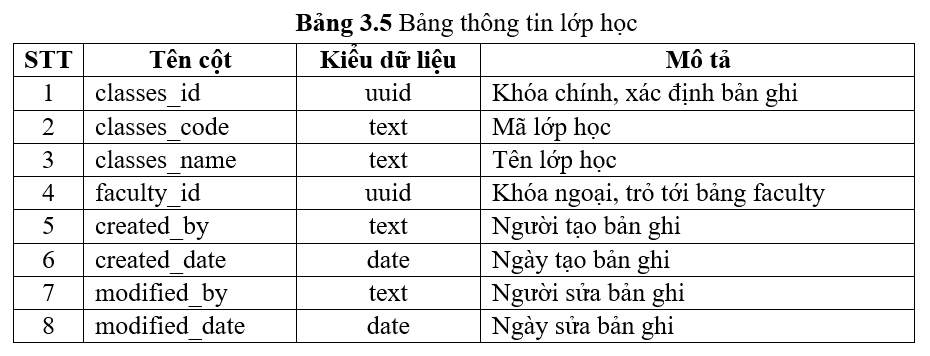 Bảng 3.5 Bảng thông tin lớp học
STT Tên cột Kiểu dữ liệu Mô tả
1 classes_id uuid Khóa chính, xác định bản ghi
2 classes_code text Mã lớp học
3 classes_name text Tên lớp học
4 faculty_id uuid Khóa ngoại, trỏ tới bảng faculty
5 created_by text Người tạo bản ghi
6 created_date date Ngày tạo bản ghi
7 modified_by text Người sửa bản ghi
8 modified_date date Ngày sửa bản ghi